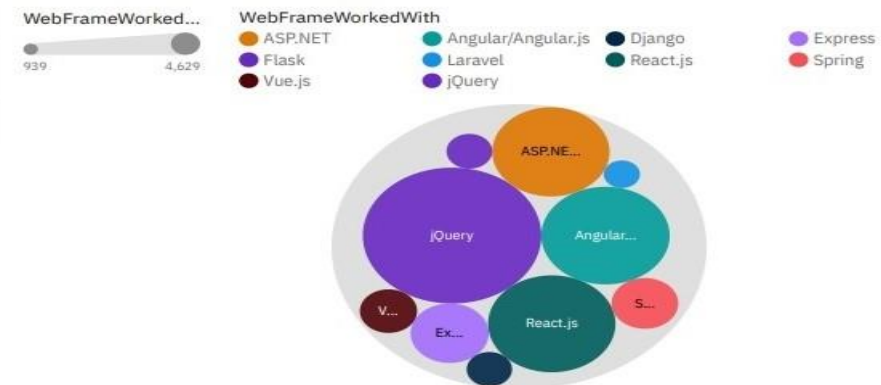 WebFrameWorked...
939 4,629
WebFrameWorkedWith
ASP.NET Angular/Angular.js Django Express
Flask Laravel React.js Spring
Vue.js jQuery
ASP.NE...
jQuery Angular...
V... Ex... React.js S...